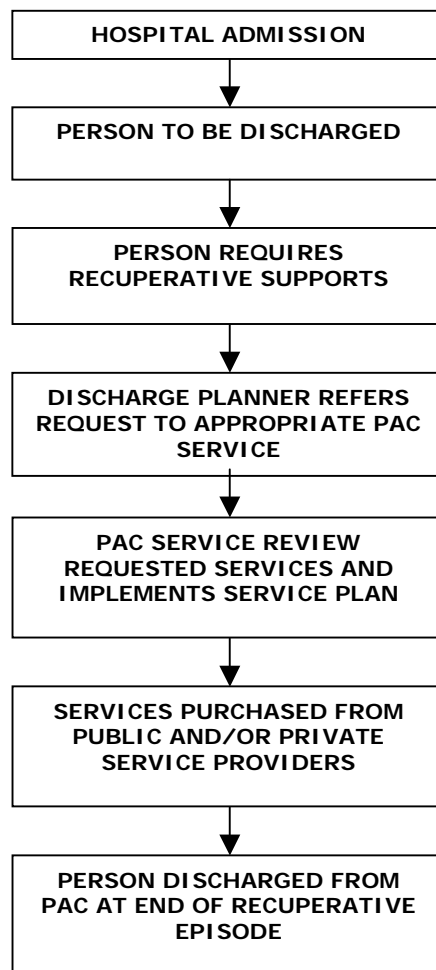 HOSPITAL ADMISSION
PERSON TO BE DISCHARGED
PERSON REQUIRES
RECUPERATIVE SUPPORTS
DISCHARGE PLANNER REFERS
REQUEST TO APPROPRIATE PAC
SERVICE
PAC SERVICE REVIEW
REQUESTED SERVICES AND
IMPLEMENTS SERVICE PLAN
SERVICES PURCHASED FROM
PUBLIC AND/OR PRIVATE
SERVICE PROVIDERS
PERSON DISCHARGED FROM
PAC AT END OF RECUPERATIVE
EPISODE